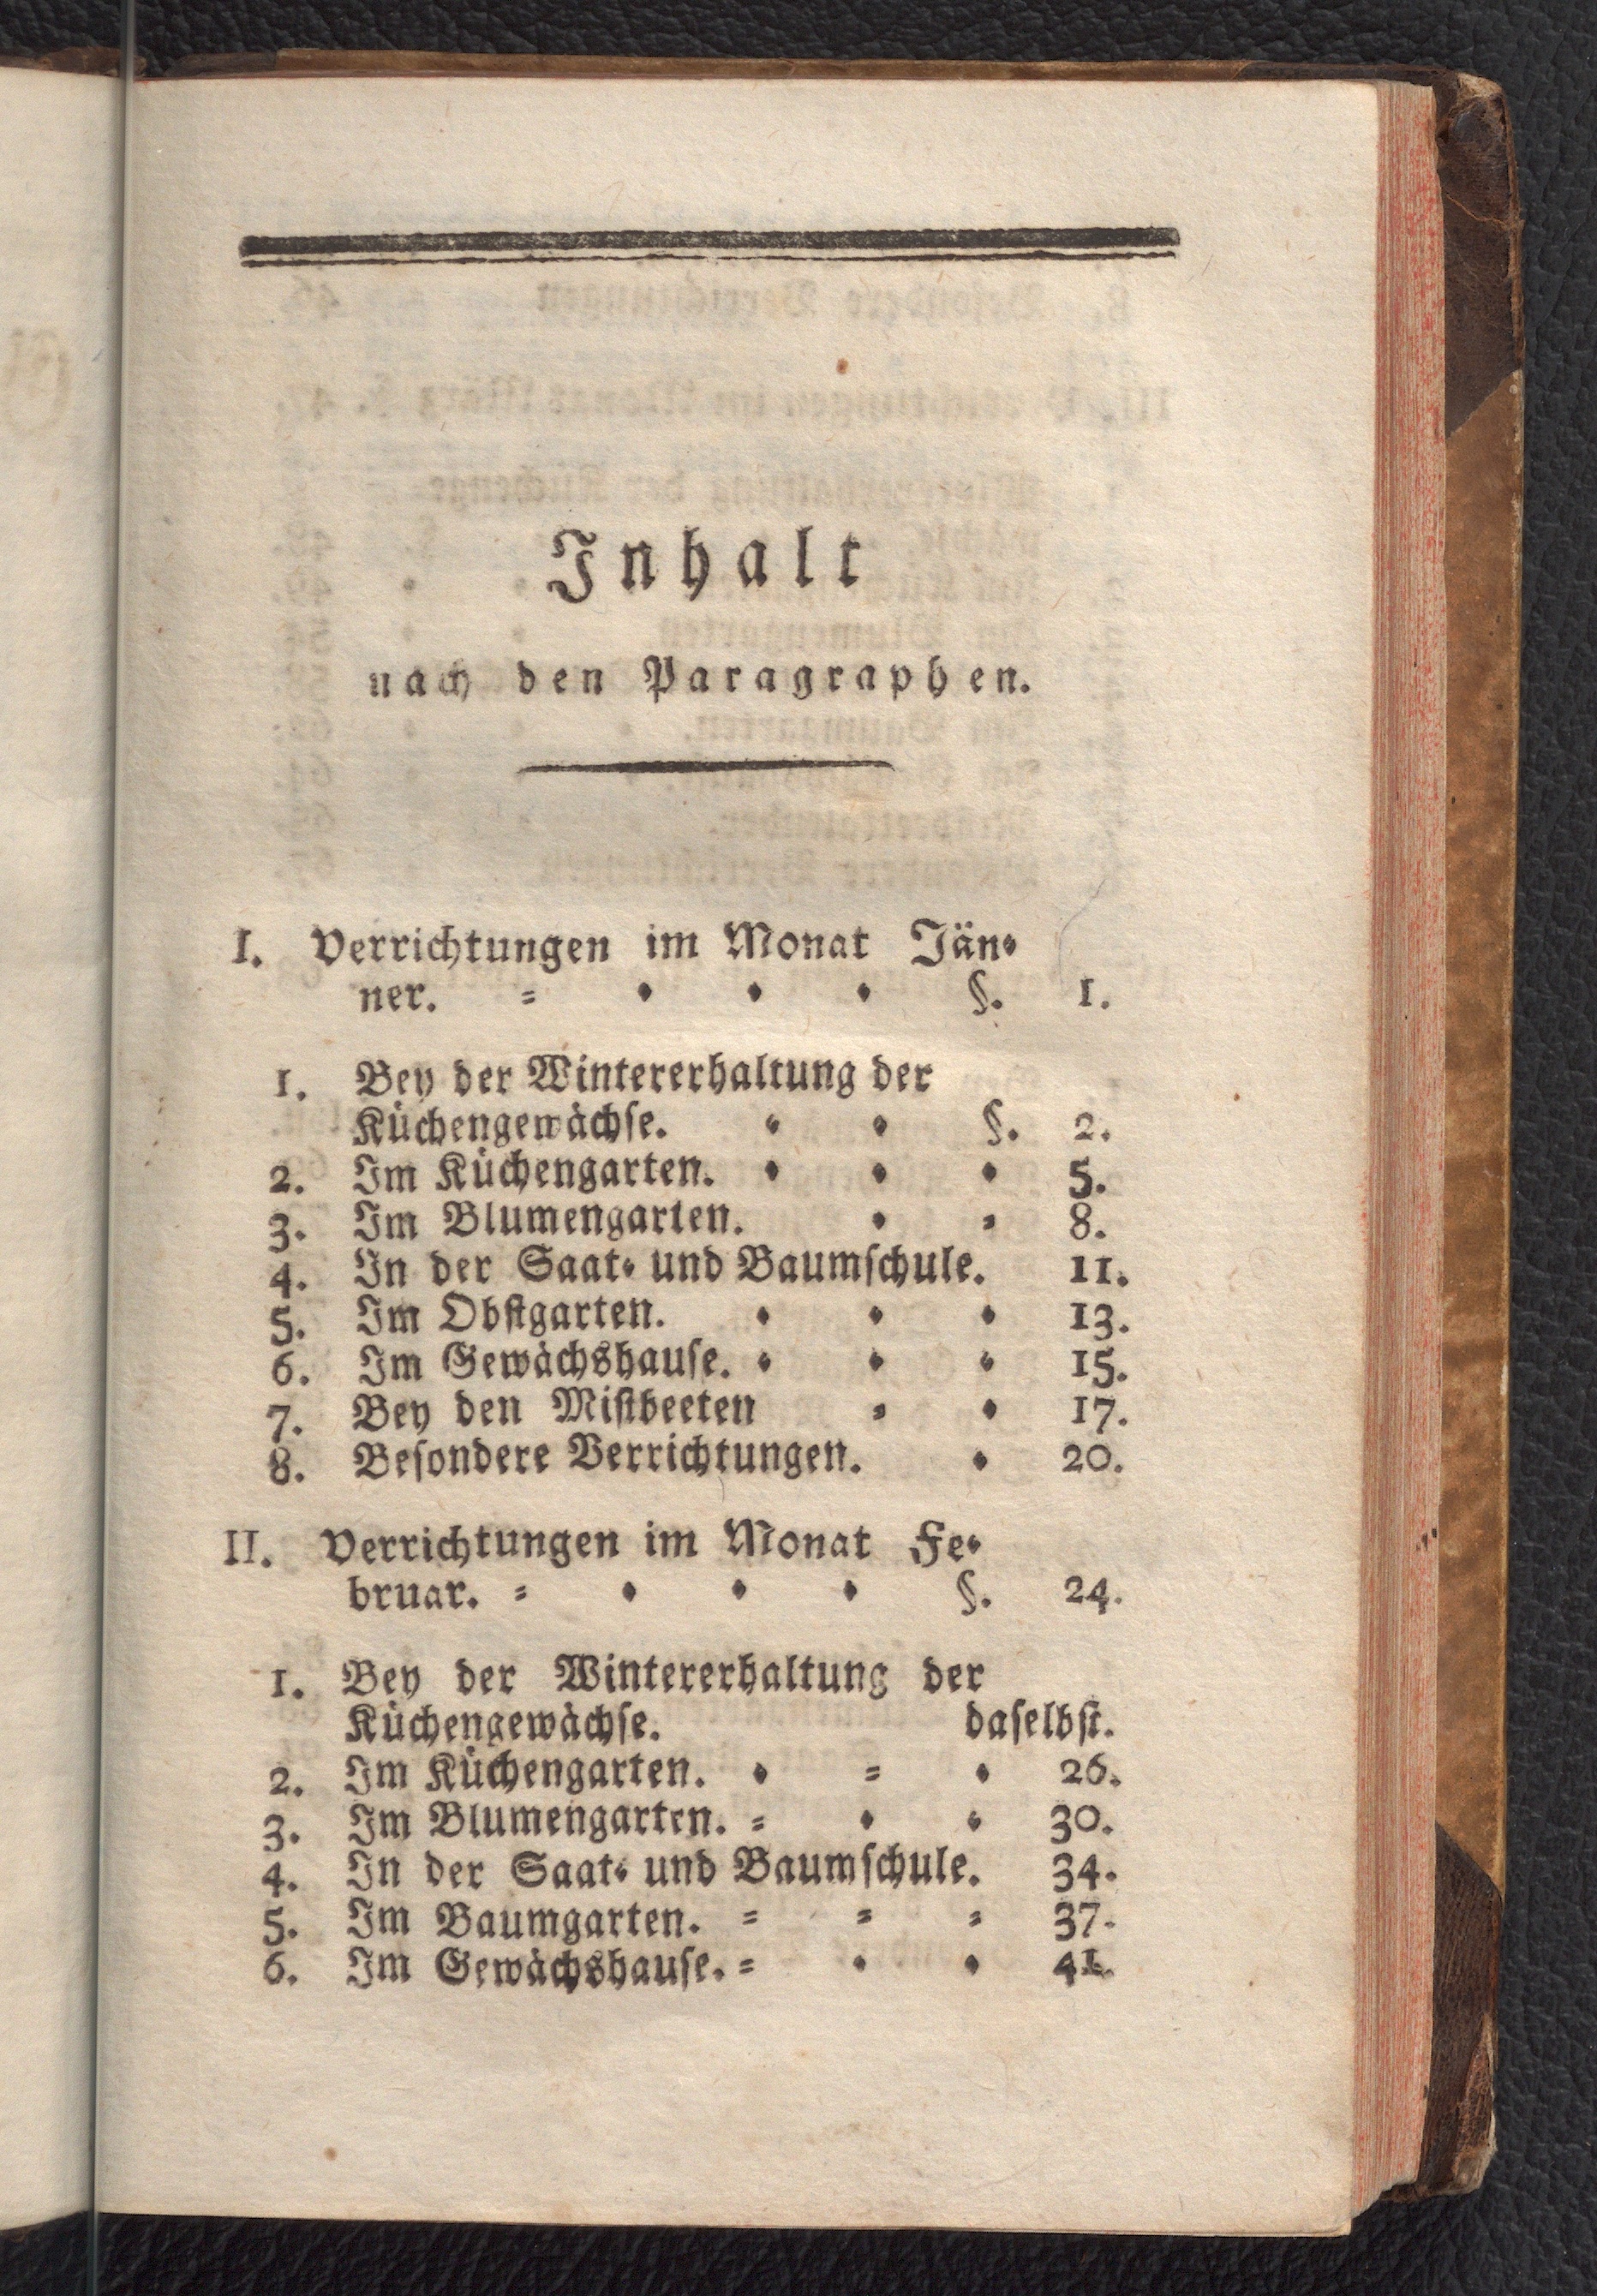 Inhalt
nach den Paragraphen.
I. Verrichtungen im Monat Jän⸗
ner. = = = = §. 1.
1. Bey der Wintererhaltung der
Küchengewächse. = = §. 2.
2. Im Küchengarten. = = = 5.
3. Im Blumengarten. = = 8.
4. In der Saat⸗ und Baumschule. 11.
5. Im Obstgarten. = = = 13.
6. Im Gewächshause. = = = 15.
7. Bey den Mistbeeten = = 17.
8. Besondere Verrichtungen. = 20.
II. Verrichtungen im Monat Fe⸗
bruar. = = = = §. 24.
1. Bey der Wintererhaltung der
Küchengewächse. daselbst.
2. Im Küchengarten. = = = 26.
3. Im Blumengarten. = = = 30.
4. In der Saat⸗ und Baumschule. 34.
5. Im Baumgarten. = = = 37.
6. Im Gewächshause. = = = 41.